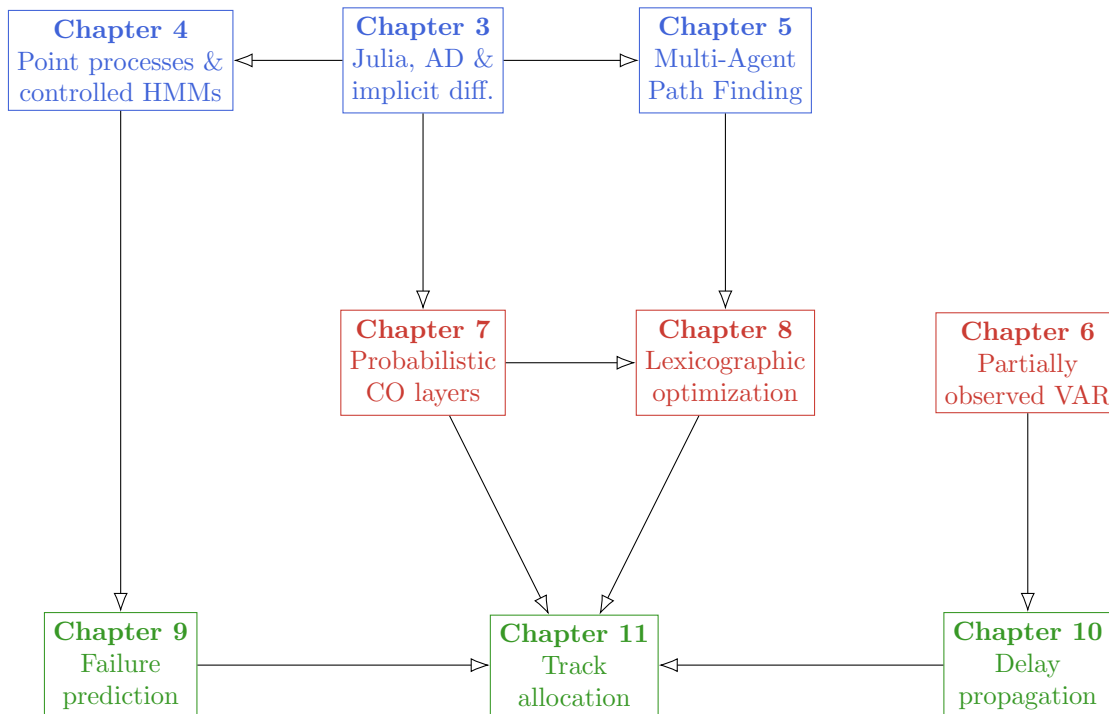 Chapter 4
Point processes &
controlled HMMs
Chapter 3
Julia, AD &
implicit diff.
Chapter 5
Multi-Agent
Path Finding
Chapter 7
Probabilistic
CO layers
Chapter 8
Lexicographic
optimization
Chapter 6
Partially
observed VAR
Chapter 9
Failure
prediction
Chapter 11
Track
allocation
Chapter 10
Delay
propagation